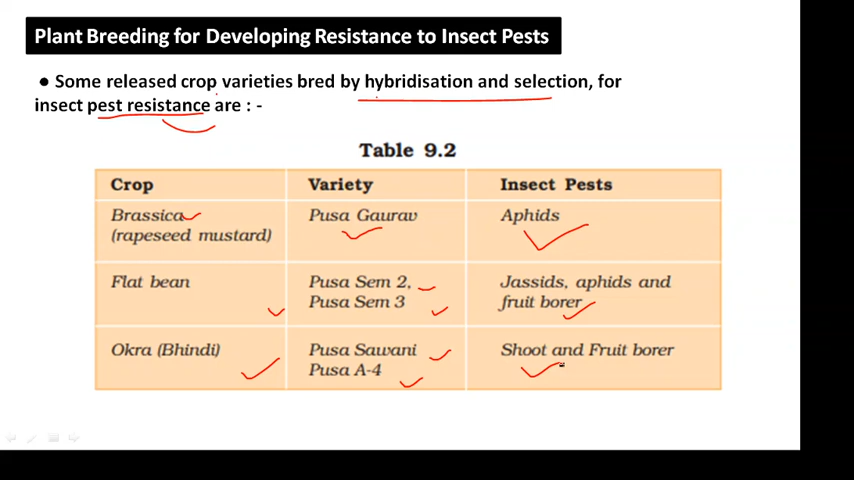 Plant Breeding for Developing Resistance to Insect Pests
● Some released crop varieties bred by hybridisation and selection, for
insect pest resistance are : -
Table 9.2
Crop Variety Insect Pests
Brassica Pusa Gaurav Aphids
(rapeseed mustard)
Flat bean Pusa Sem 2, Jassids, aphids and
Pusa Sem 3 fruit borer
Okra (Bhindi) Pusa Sawani Shoot and Fruit borer
Pusa A-4